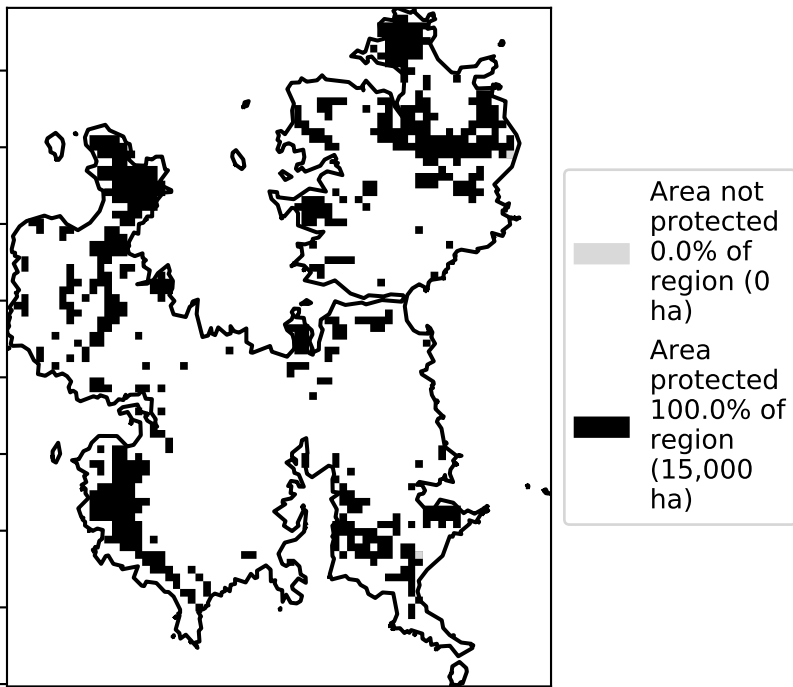 Area not
protected
0.0% of
region (0
ha)
Area
protected
100.0% of
region
(15,000
ha)